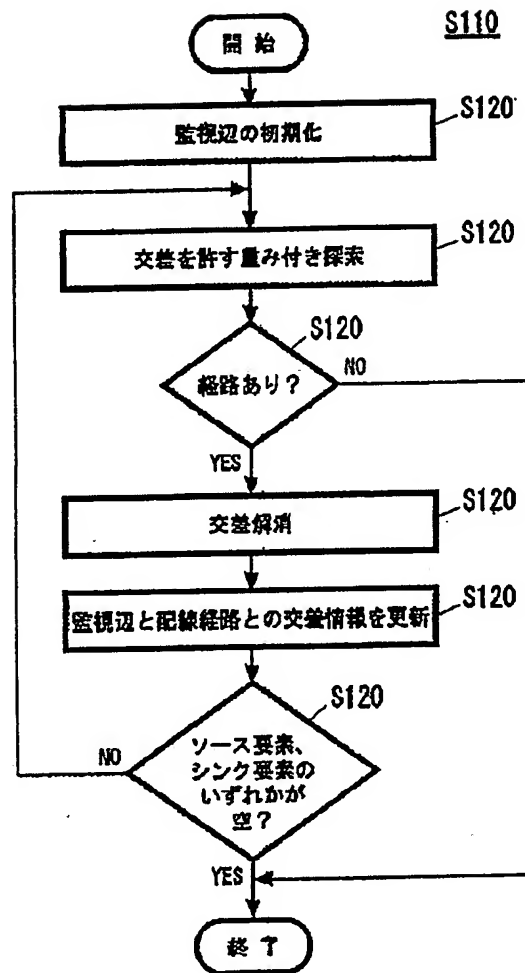 S110
開始
S120
監視辺の初期化
S120
交差を許す重み付き探索
S120
経路あり？
NO
YES
S120
交差解消
S120
監視辺と配線経路との交差情報を更新
S120
ソース要素、
シンク要素の
いずれかが
空？
NO
YES
終了